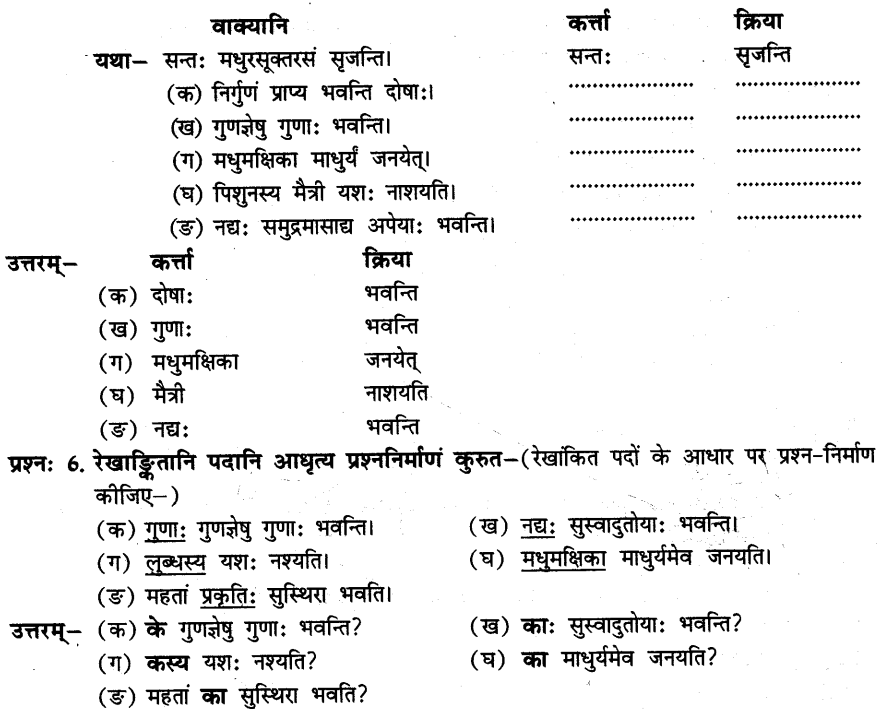 वाक्यानि कर्त्ता क्रिया
यथा– सन्तः मधुरसूक्तरसं सृजन्ति। सन्तः सृजन्ति
(क) निर्गुणं प्राप्य भवन्ति दोषाः। ........................ ........................
(ख) गुणज्ञेषु गुणाः भवन्ति। ........................ ........................
(ग) मधुमक्षिका माधुर्यं जनयेत्। ........................ ........................
(घ) पिशुनस्य मैत्री यशः नाशयति। ........................ ........................
(ङ) नद्यः समुद्रमासाद्य अपेयाः भवन्ति। ........................ ........................
उत्तरम्– कर्त्ता क्रिया
(क) दोषाः भवन्ति
(ख) गुणाः भवन्ति
(ग) मधुमक्षिका जनयेत्
(घ) मैत्री नाशयति
(ङ) नद्यः भवन्ति
प्रश्नः 6. रेखाङ्कितानि पदानि आधृत्य प्रश्ननिर्माणं कुरुत–(रेखांकित पदों के आधार पर प्रश्न-निर्माण
कीजिए–)
(क) गुणाः गुणज्ञेषु गुणाः भवन्ति। (ख) नद्यः सुस्वादुतोयाः भवन्ति।
(ग) लुब्धस्य यशः नश्यति। (घ) मधुमक्षिका माधुर्यमेव जनयति।
(ङ) महतां प्रकृतिः सुस्थिरा भवति।
उत्तरम्– (क) के गुणज्ञेषु गुणाः भवन्ति? (ख) काः सुस्वादुतोयाः भवन्ति?
(ग) कस्य यशः नश्यति? (घ) का माधुर्यमेव जनयति?
(ङ) महतां का सुस्थिरा भवति?